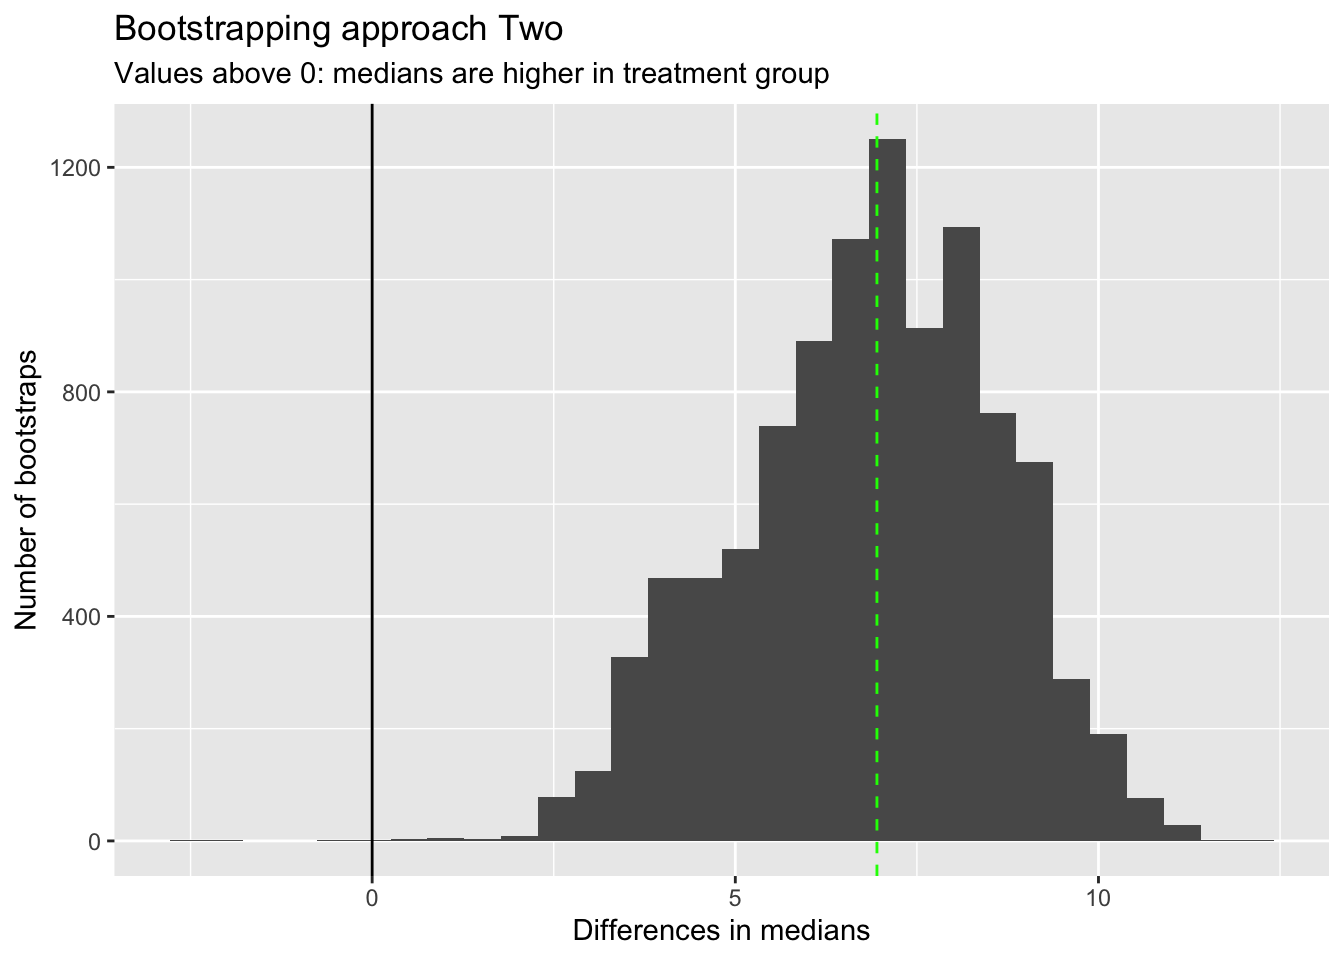 Bootstrapping approach Two
Values above 0: medians are higher in treatment group
Number of bootstraps
1200
800
400
0
0 5 10
Differences in medians